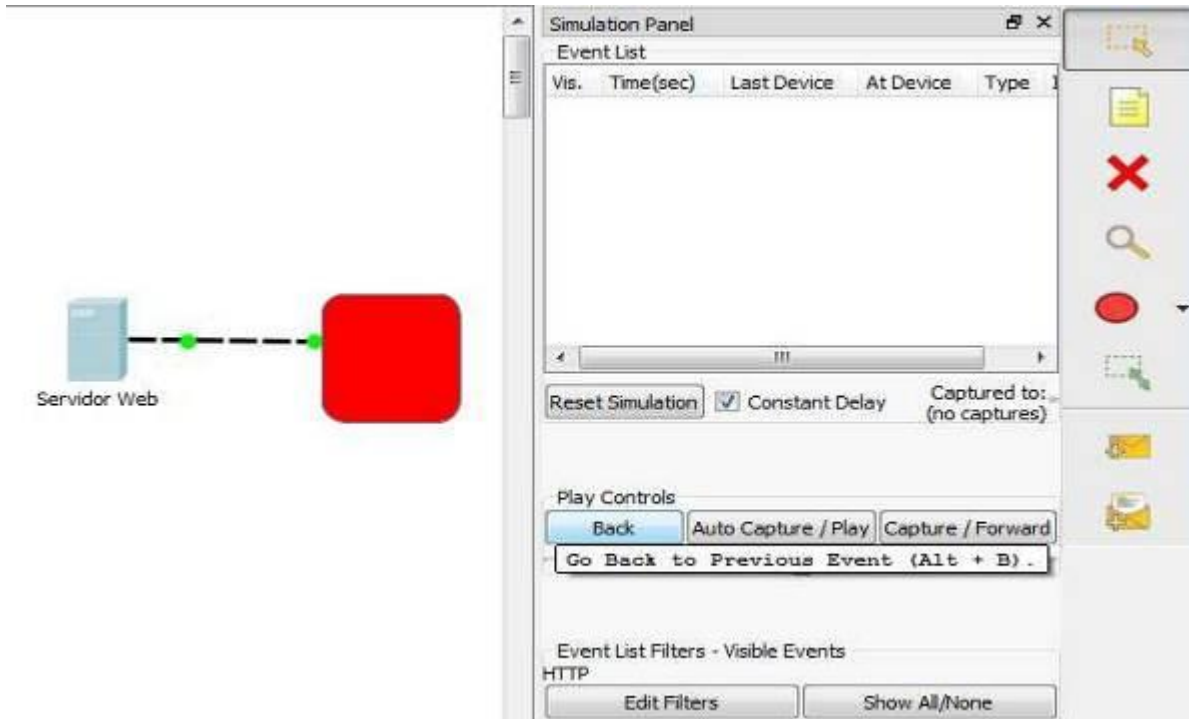 Simulation Panel
Event List
Vis. Time(sec) Last Device At Device Type
Servidor Web
Reset Simulation Constant Delay Captured to:
(no captures)
Play Controls
Back Auto Capture / Play Capture / Forward
Go Back to Previous Event (Alt + B).
Event List Filters - Visible Events
HTTP
Edit Filters Show All/None